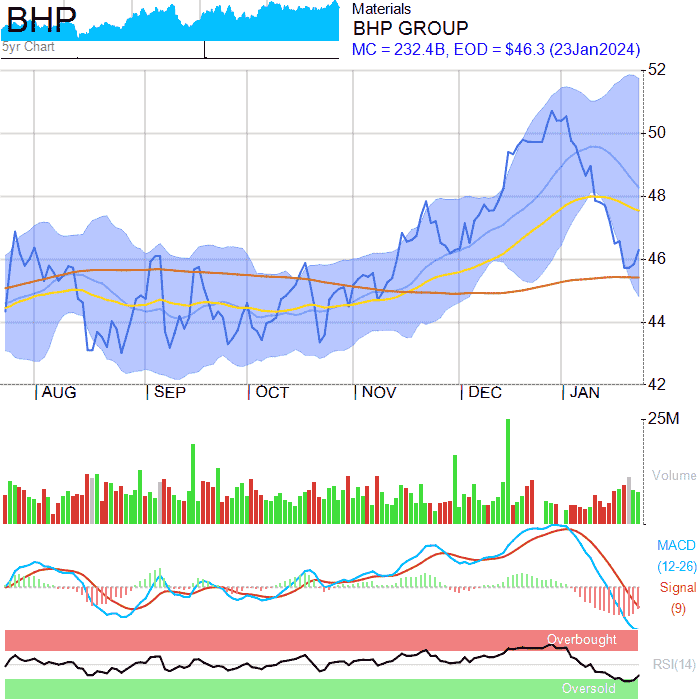 BHP
5yr Chart
Materials
BHP GROUP
MC = 232.4B, EOD = $46.3 (23Jan2024)
52
50
48
46
44
42
AUG SEP OCT NOV DEC JAN
25M
Volume
MACD
(12-26)
Signal
(9)
Overbought
RSI(14)
Oversold